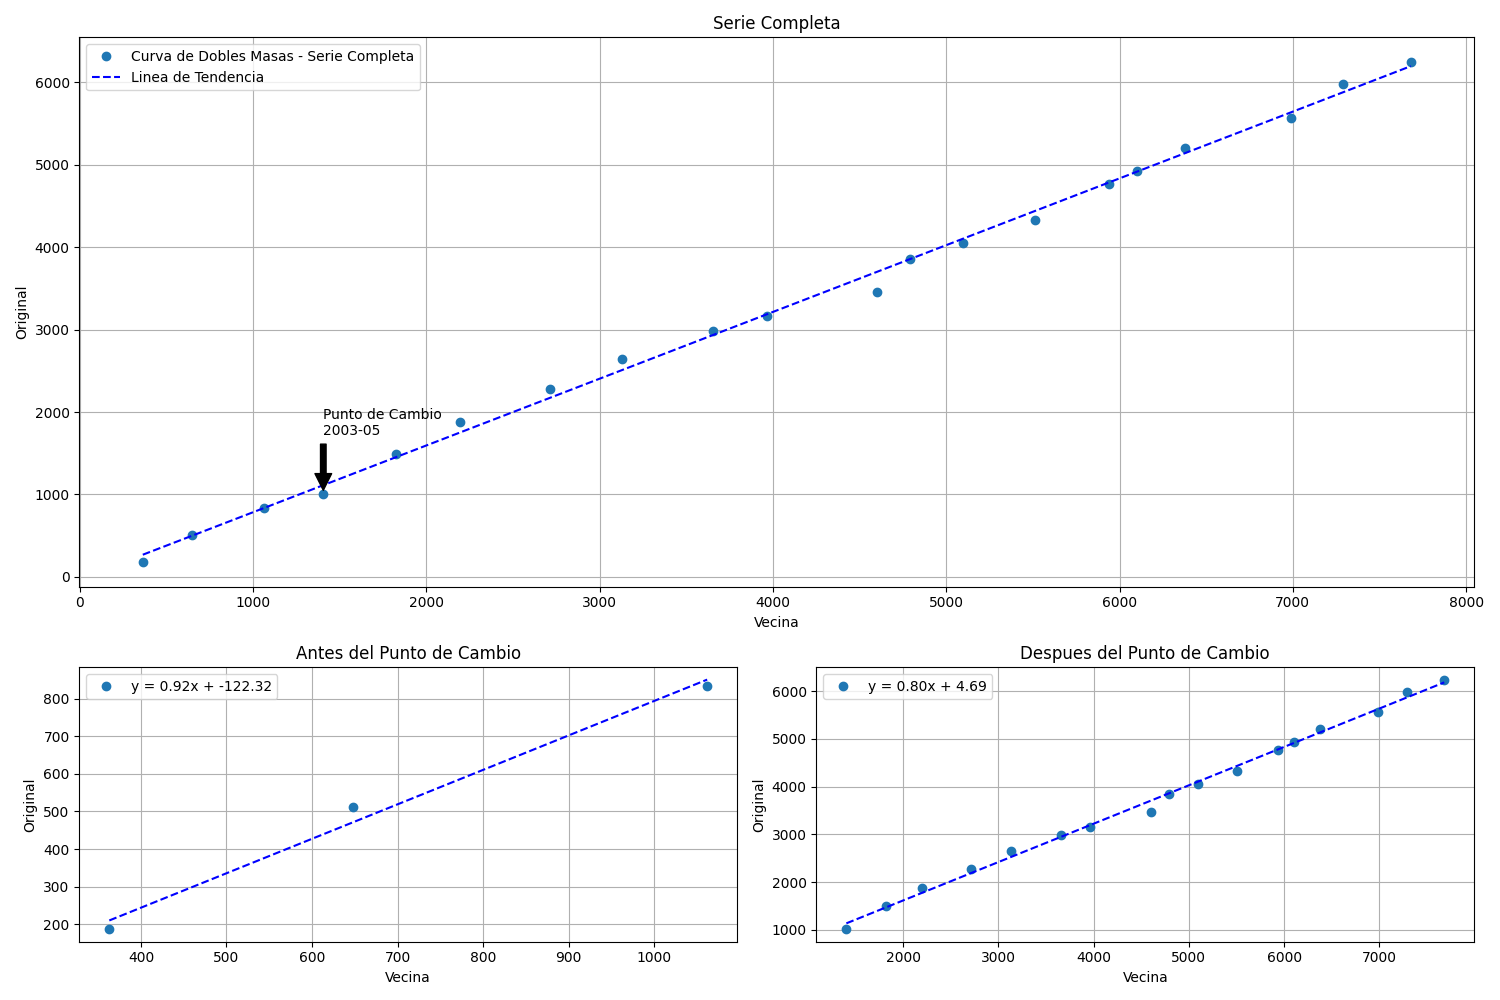 Serie Completa
Curva de Dobles Masas - Serie Completa
Linea de Tendencia
6000
5000
4000
3000
2000
1000
0
Original
Punto de Cambio
2003-05
0 1000 2000 3000 4000 5000 6000 7000 8000
Vecina
Antes del Punto de Cambio
y = 0.92x + -122.32
800
700
600
500
400
300
200
Original
400 500 600 700 800 900 1000
Vecina
Despues del Punto de Cambio
y = 0.80x + 4.69
6000
5000
4000
3000
2000
1000
Original
2000 3000 4000 5000 6000 7000
Vecina